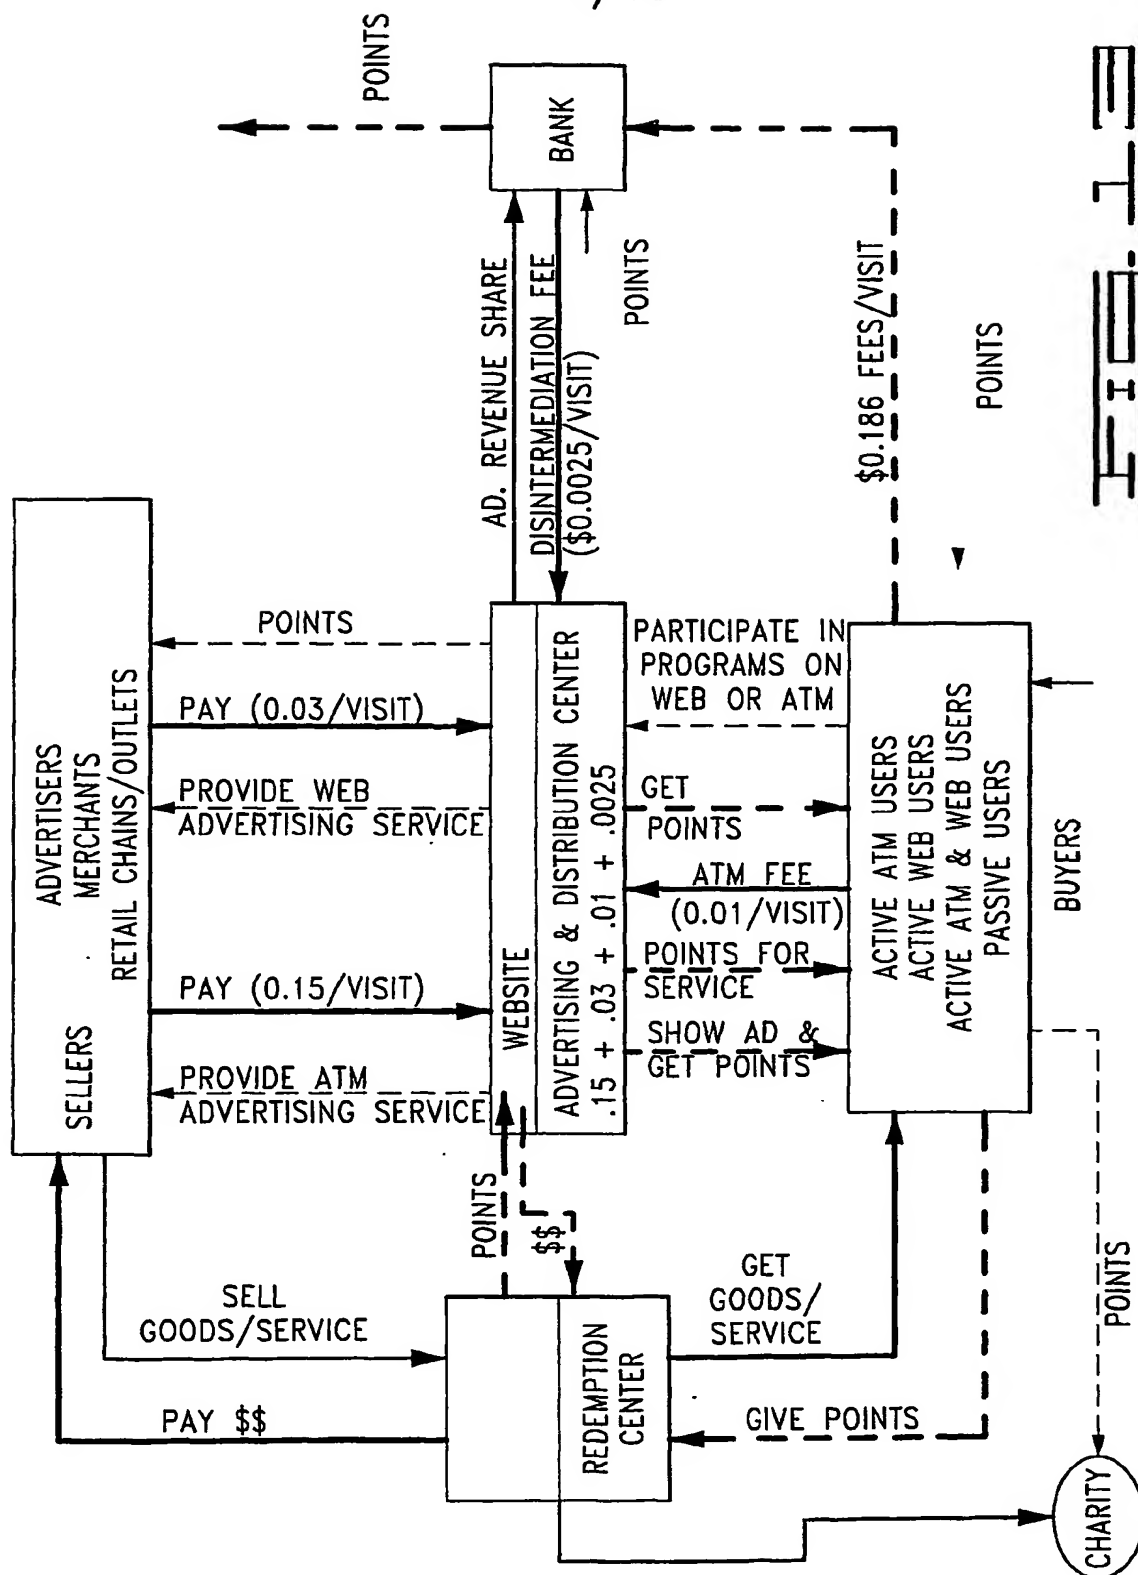 POINTS
BANK
POINTS
AD. REVENUE SHARE
DISINTERMEDIATION FEE
($0.0025/VISIT)
$0.186 FEES/VISIT
POINTS
SELLERS
ADVERTISERS
MERCHANTS
RETAIL CHAINS/OUTLETS
POINTS
PAY (0.03/VISIT)
PROVIDE WEB
ADVERTISING SERVICE
PAY (0.15/VISIT)
PROVIDE ATM
ADVERTISING SERVICE
WEBSITE
ADVERTISING & DISTRIBUTION CENTER
.15 + .03 + .01 + .0025
PARTICIPATE IN
PROGRAMS ON
WEB OR ATM
GET
POINTS
ATM FEE
(0.01/VISIT)
POINTS FOR
SERVICE
SHOW AD &
GET POINTS
ACTIVE ATM USERS
ACTIVE WEB USERS
ACTIVE ATM & WEB USERS
PASSIVE USERS
BUYERS
POINTS
$$
SELL
GOODS/SERVICE
PAY $$
REDEMPTION
CENTER
GET
GOODS/
SERVICE
GIVE POINTS
POINTS
CHARITY